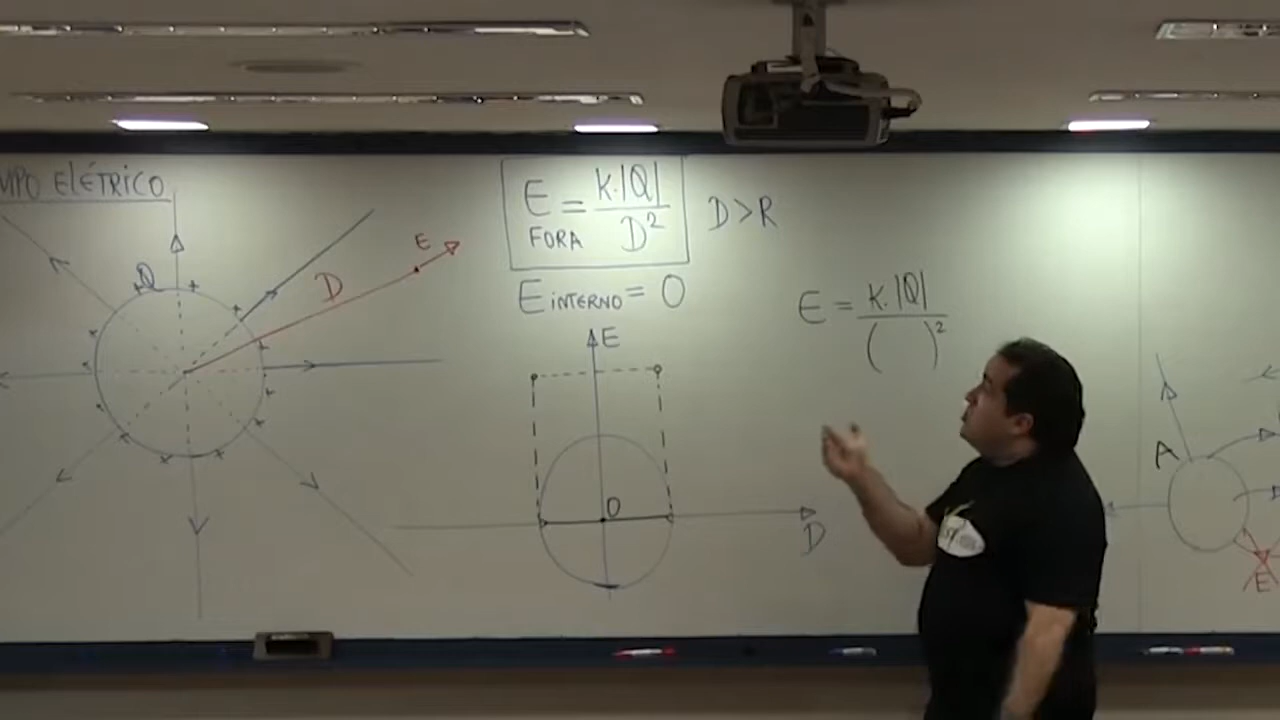 MPO ELÉTRICO
Q
D
E
E = K.|Q|
FORA D²
D > R
E INTERNO = 0
E
O
D
E = K.|Q|
( )²
A
E